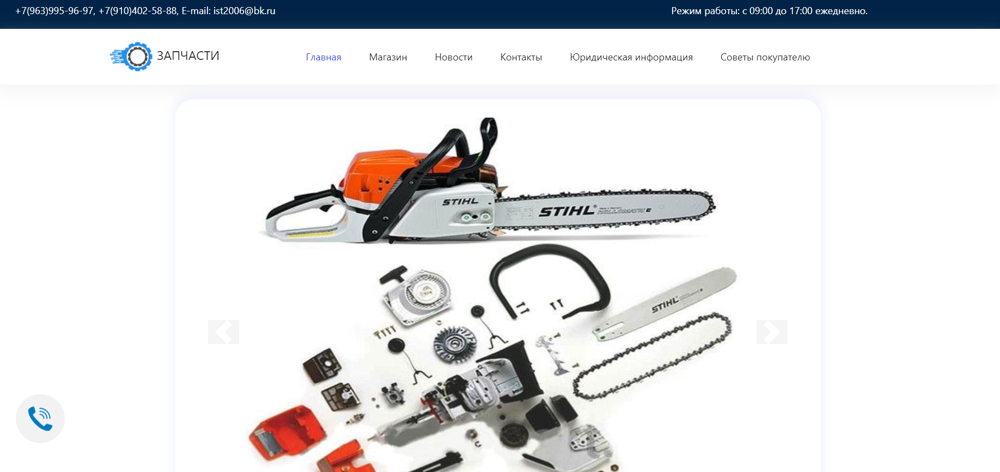 +7(963)995-96-97, +7(910)402-58-88, E-mail: ist2006@bk.ru
Режим работы: с 09:00 до 17:00 ежедневно.
ЗАПЧАСТИ
Главная
Магазин
Новости
Контакты
Юридическая информация
Советы покупателю
STIHL
STIHL®
STIHL